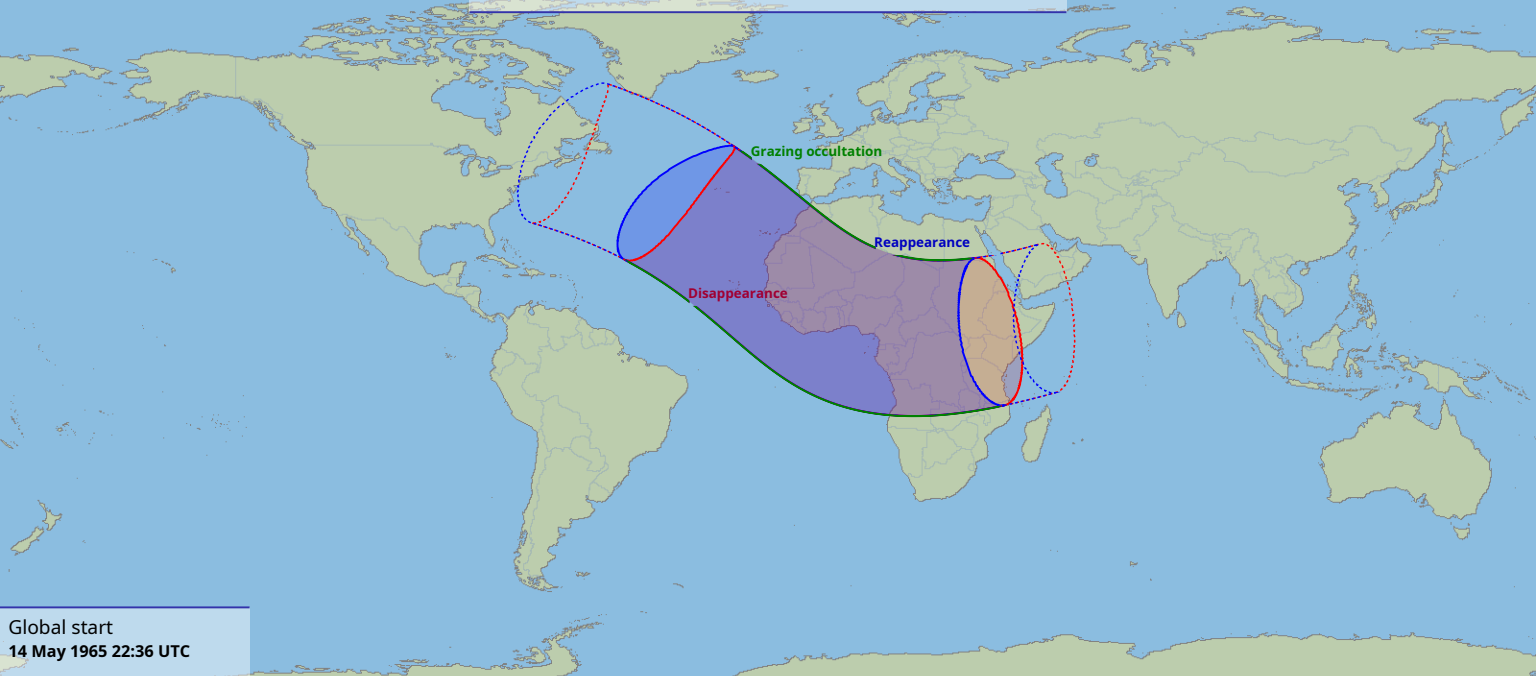 Grazing occultation
Reappearance
Disappearance
Global start
14 May 1965 22:36 UTC